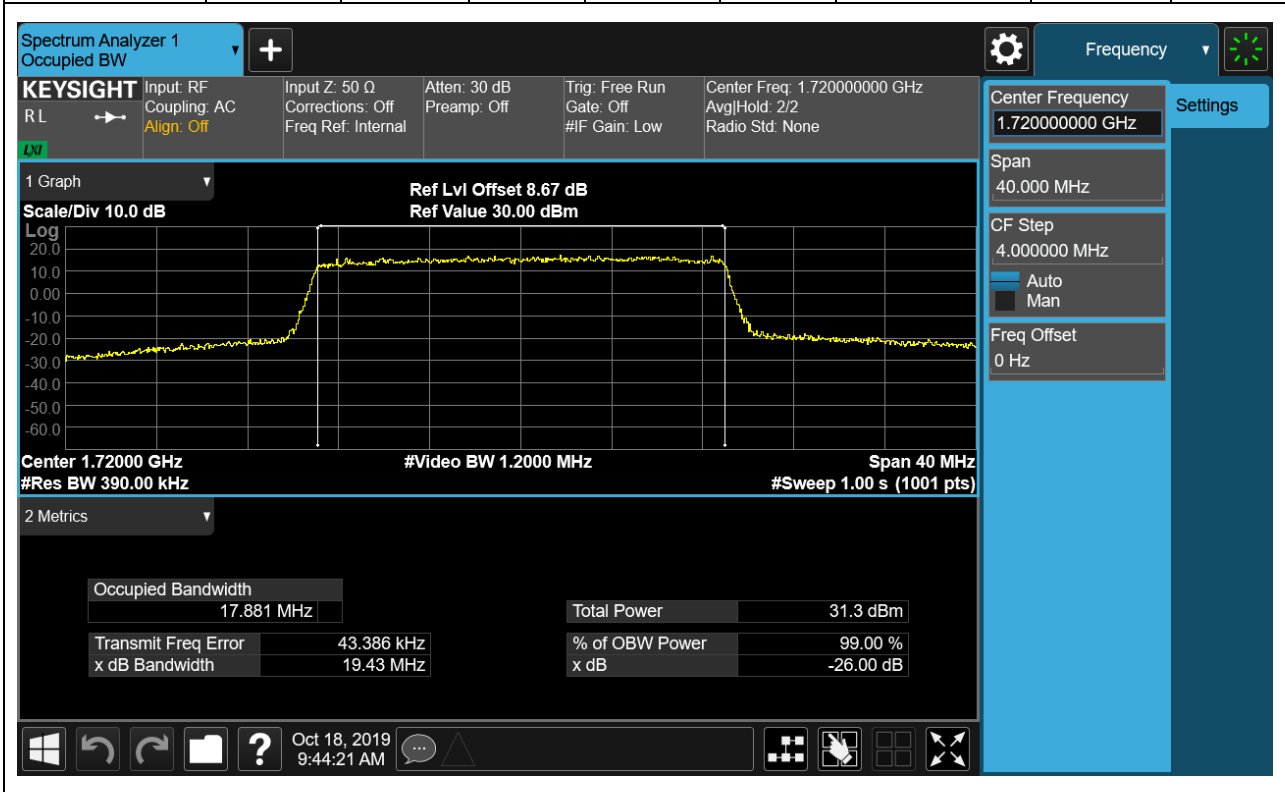 Spectrum Analyzer 1
Occupied BW
Frequency
KEYSIGHT
R L
LXI
Input: RF
Coupling: AC
Align: Off
Input Z: 50 Ω
Corrections: Off
Freq Ref: Internal
Atten: 30 dB
Preamp: Off
Trig: Free Run
Gate: Off
#IF Gain: Low
Center Freq: 1.720000000 GHz
Avg|Hold: 2/2
Radio Std: None
Center Frequency
1.720000000 GHz
Settings
Span
40.000 MHz
CF Step
4.000000 MHz
Auto
Man
Freq Offset
0 Hz
1 Graph
Scale/Div 10.0 dB
Ref Lvl Offset 8.67 dB
Ref Value 30.00 dBm
Log
20.0
10.0
0.00
-10.0
-20.0
-30.0
-40.0
-50.0
-60.0
Center 1.72000 GHz
#Video BW 1.2000 MHz
Span 40 MHz
#Res BW 390.00 kHz
#Sweep 1.00 s (1001 pts)
2 Metrics
Occupied Bandwidth
17.881 MHz
Total Power 31.3 dBm
Transmit Freq Error 43.386 kHz
% of OBW Power 99.00 %
x dB Bandwidth 19.43 MHz
x dB -26.00 dB
?
Oct 18, 2019
9:44:21 AM